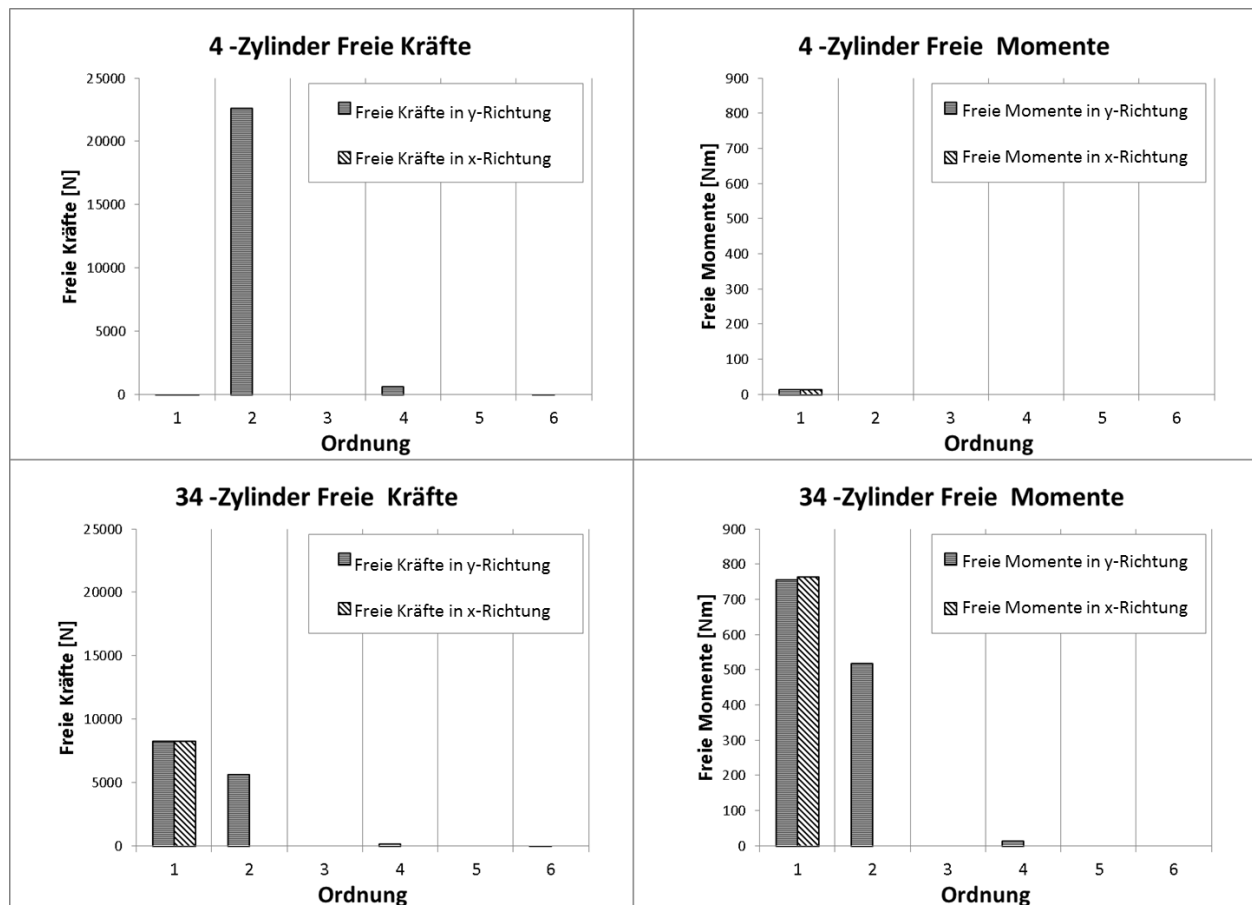 4 -Zylinder Freie Kräfte
25000
20000
15000
10000
5000
0
Freie Kräfte [N]
Freie Kräfte in y-Richtung
Freie Kräfte in x-Richtung
1 2 3 4 5 6
Ordnung
4 -Zylinder Freie Momente
900
800
700
600
500
400
300
200
100
0
Freie Momente [Nm]
Freie Momente in y-Richtung
Freie Momente in x-Richtung
1 2 3 4 5 6
Ordnung
34 -Zylinder Freie Kräfte
25000
20000
15000
10000
5000
0
Freie Kräfte [N]
Freie Kräfte in y-Richtung
Freie Kräfte in x-Richtung
1 2 3 4 5 6
Ordnung
34 -Zylinder Freie Momente
900
800
700
600
500
400
300
200
100
0
Freie Momente [Nm]
Freie Momente in y-Richtung
Freie Momente in x-Richtung
1 2 3 4 5 6
Ordnung